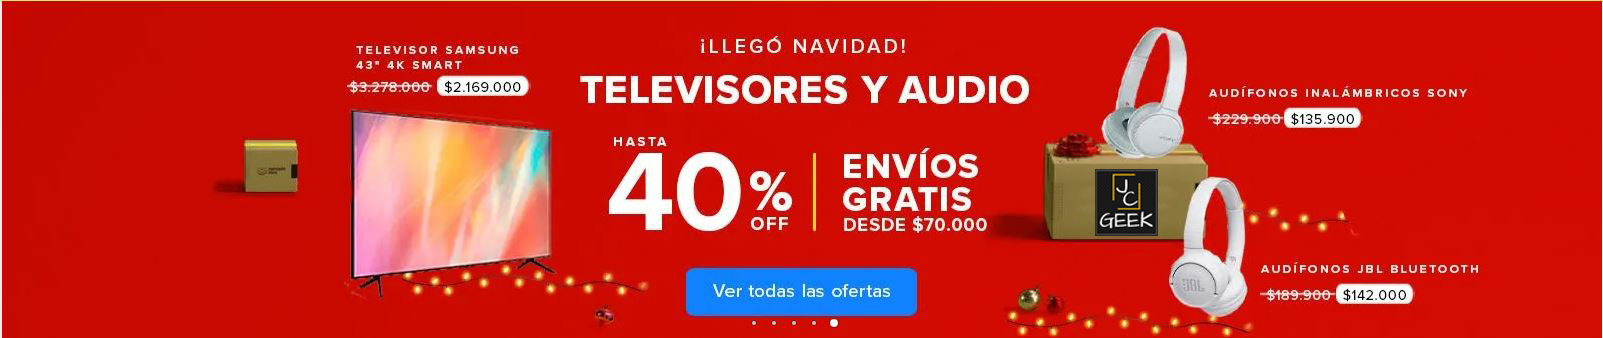 TELEVISOR SAMSUNG
43" 4K SMART
$3.278.000 $2.169.000
¡LLEGÓ NAVIDAD!
TELEVISORES Y AUDIO
HASTA
40% OFF
ENVÍOS
GRATIS
DESDE $70.000
Ver todas las ofertas
AUDÍFONOS INALÁMBRICOS SONY
$229.900 $135.900
JC
GEEK
AUDÍFONOS JBL BLUETOOTH
$189.900 $142.000
JBL